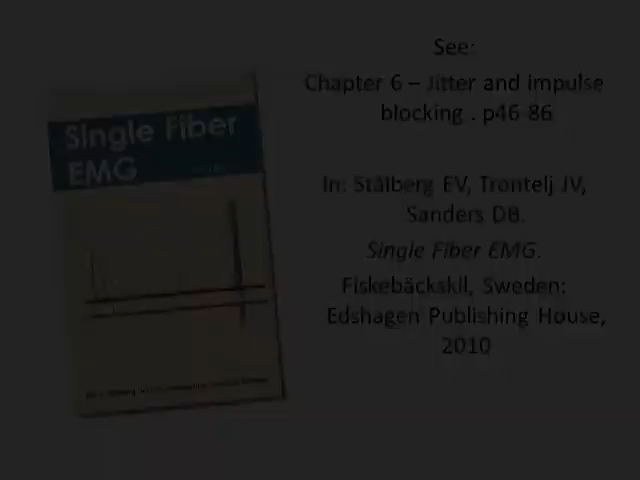 See:
Chapter 6 – Jitter and impulse
blocking . p46-86
In: Stålberg EV, Trontelj JV,
Sanders DB.
Single Fiber EMG.
Fiskebäckskil, Sweden:
Edshagen Publishing House,
2010
Single Fiber
EMG